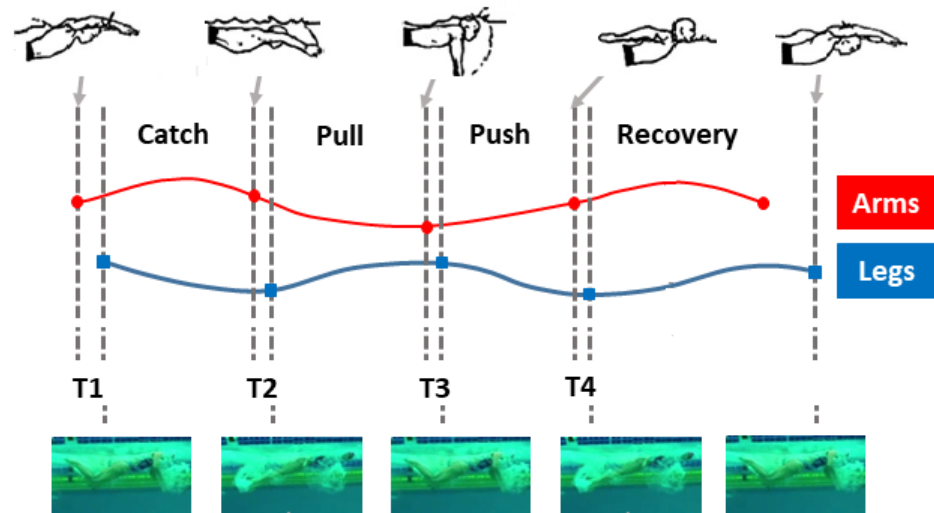 Catch
Pull
Push
Recovery
Arms
Legs
T1
T2
T3
T4